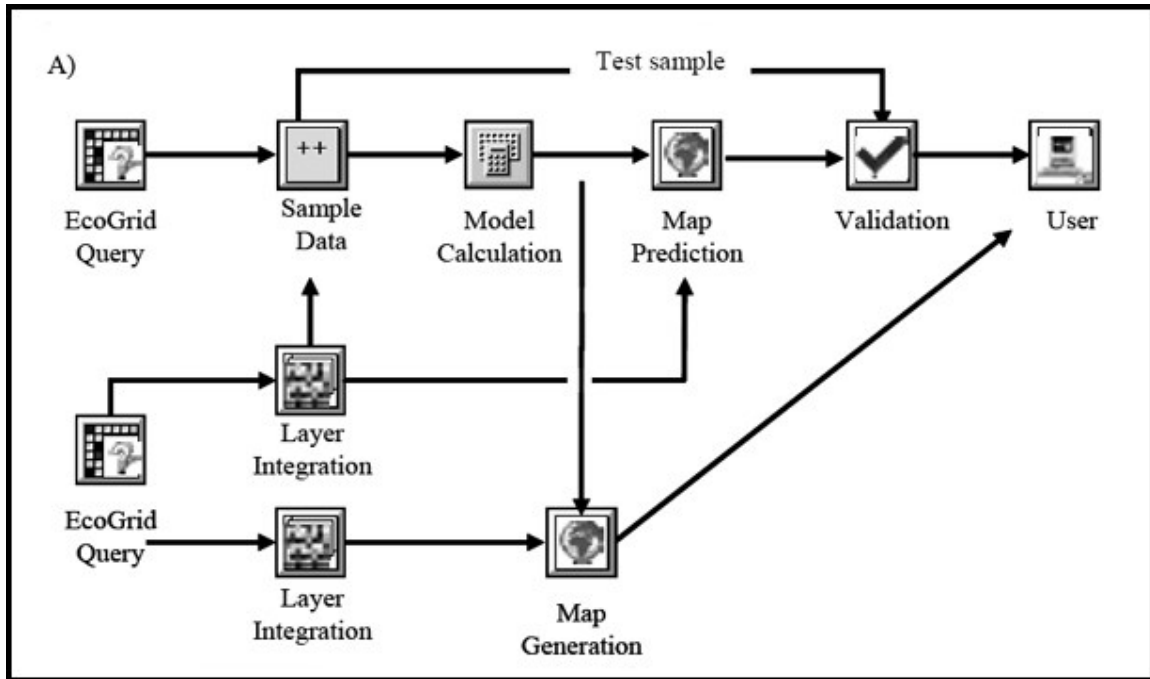 A)
Test sample
++
EcoGrid
Query
Sample
Data
Model
Calculation
Map
Prediction
Validation
User
EcoGrid
Query
Layer
Integration
Layer
Integration
Map
Generation